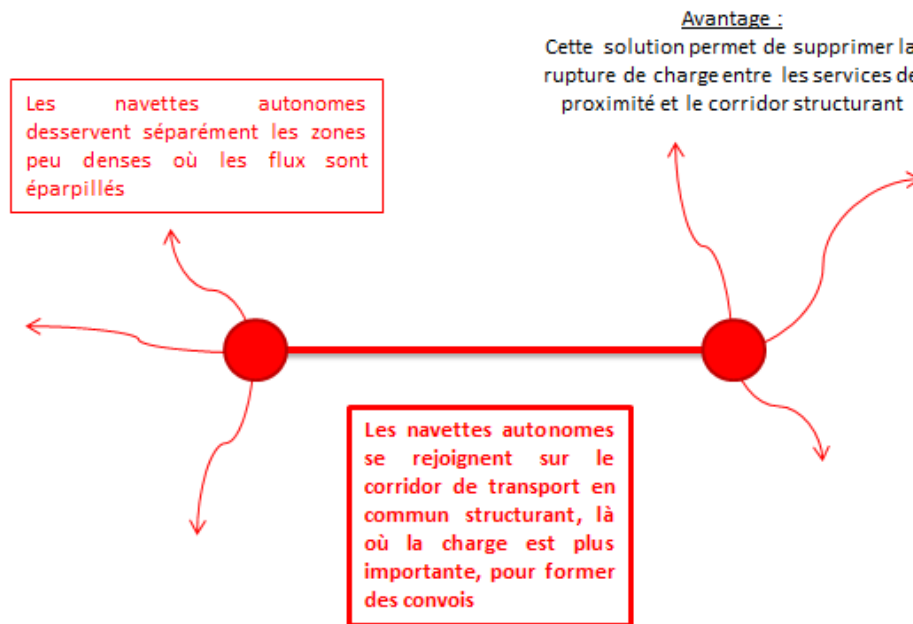 Avantage :
Cette solution permet de supprimer la
rupture de charge entre les services de
proximité et le corridor structurant
Les navettes autonomes
desservent séparément les zones
peu denses où les flux sont
éparpillés
Les navettes autonomes
se rejoignent sur le
corridor de transport en
commun structurant, là
où la charge est plus
importante, pour former
des convois